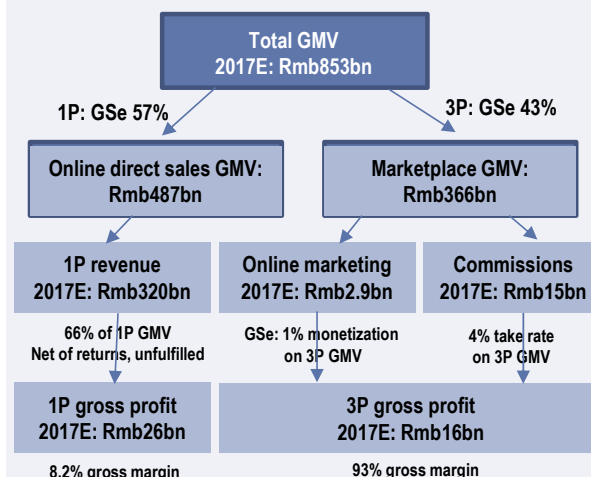 Total GMV
2017E: Rmb853bn
1P: GSe 57%
3P: GSe 43%
Online direct sales GMV:
Rmb487bn
Marketplace GMV:
Rmb366bn
1P revenue
2017E: Rmb320bn
Online marketing
2017E: Rmb2.9bn
Commissions
2017E: Rmb15bn
66% of 1P GMV
Net of returns, unfulfilled
GSe: 1% monetization
on 3P GMV
4% take rate
on 3P GMV
1P gross profit
2017E: Rmb26bn
3P gross profit
2017E: Rmb16bn
8.2% gross margin
93% gross margin